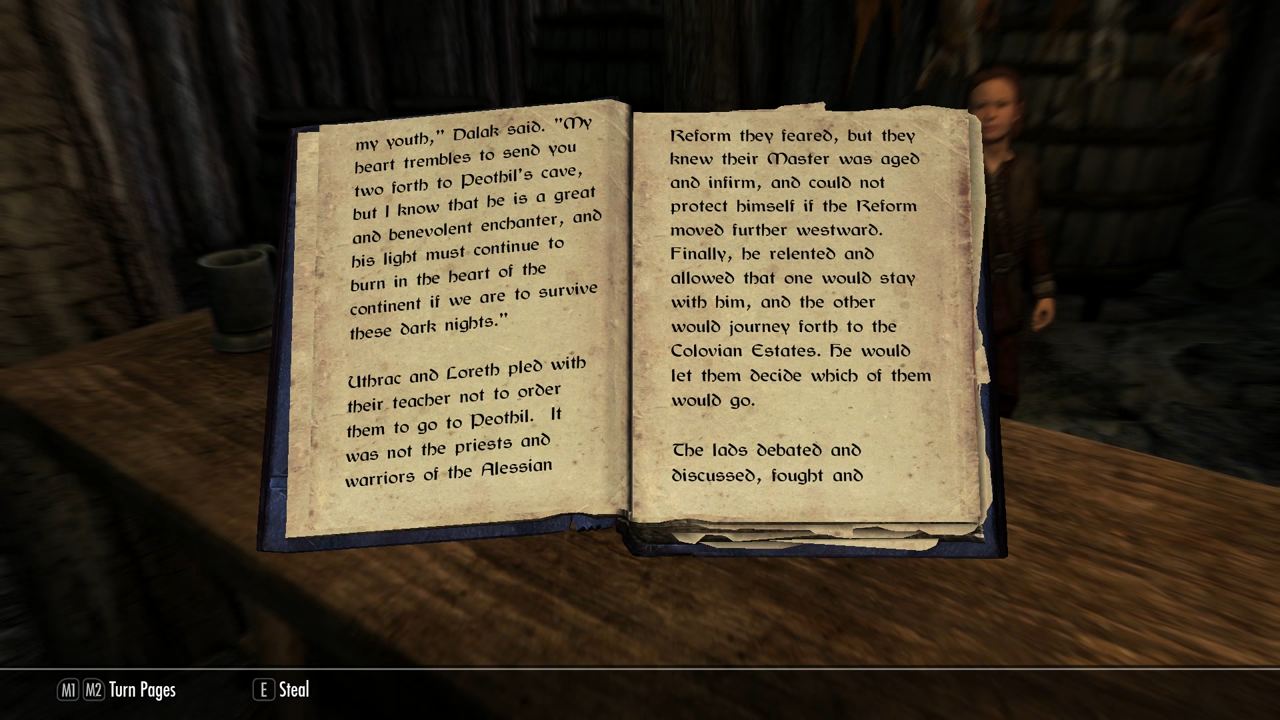 my youth," Dalak said. "My
heart trembles to send you
two forth to Peothil's cave,
but I know that he is a great
and benevolent enchanter, and
his light must continue to
burn in the heart of the
continent if we are to survive
these dark nights."
Uthrac and Loreth pled with
their teacher not to order
them to go to Peothil. It
was not the priests and
warriors of the Alessian
Reform they feared, but they
knew their Master was aged
and infirm, and could not
protect himself if the Reform
moved further westward.
Finally, he relented and
allowed that one would stay
with him, and the other
would journey forth to the
Colovian Estates. He would
let them decide which of them
would go.
The lads debated and
discussed, fought and
M1 M2 Turn Pages
E Steal